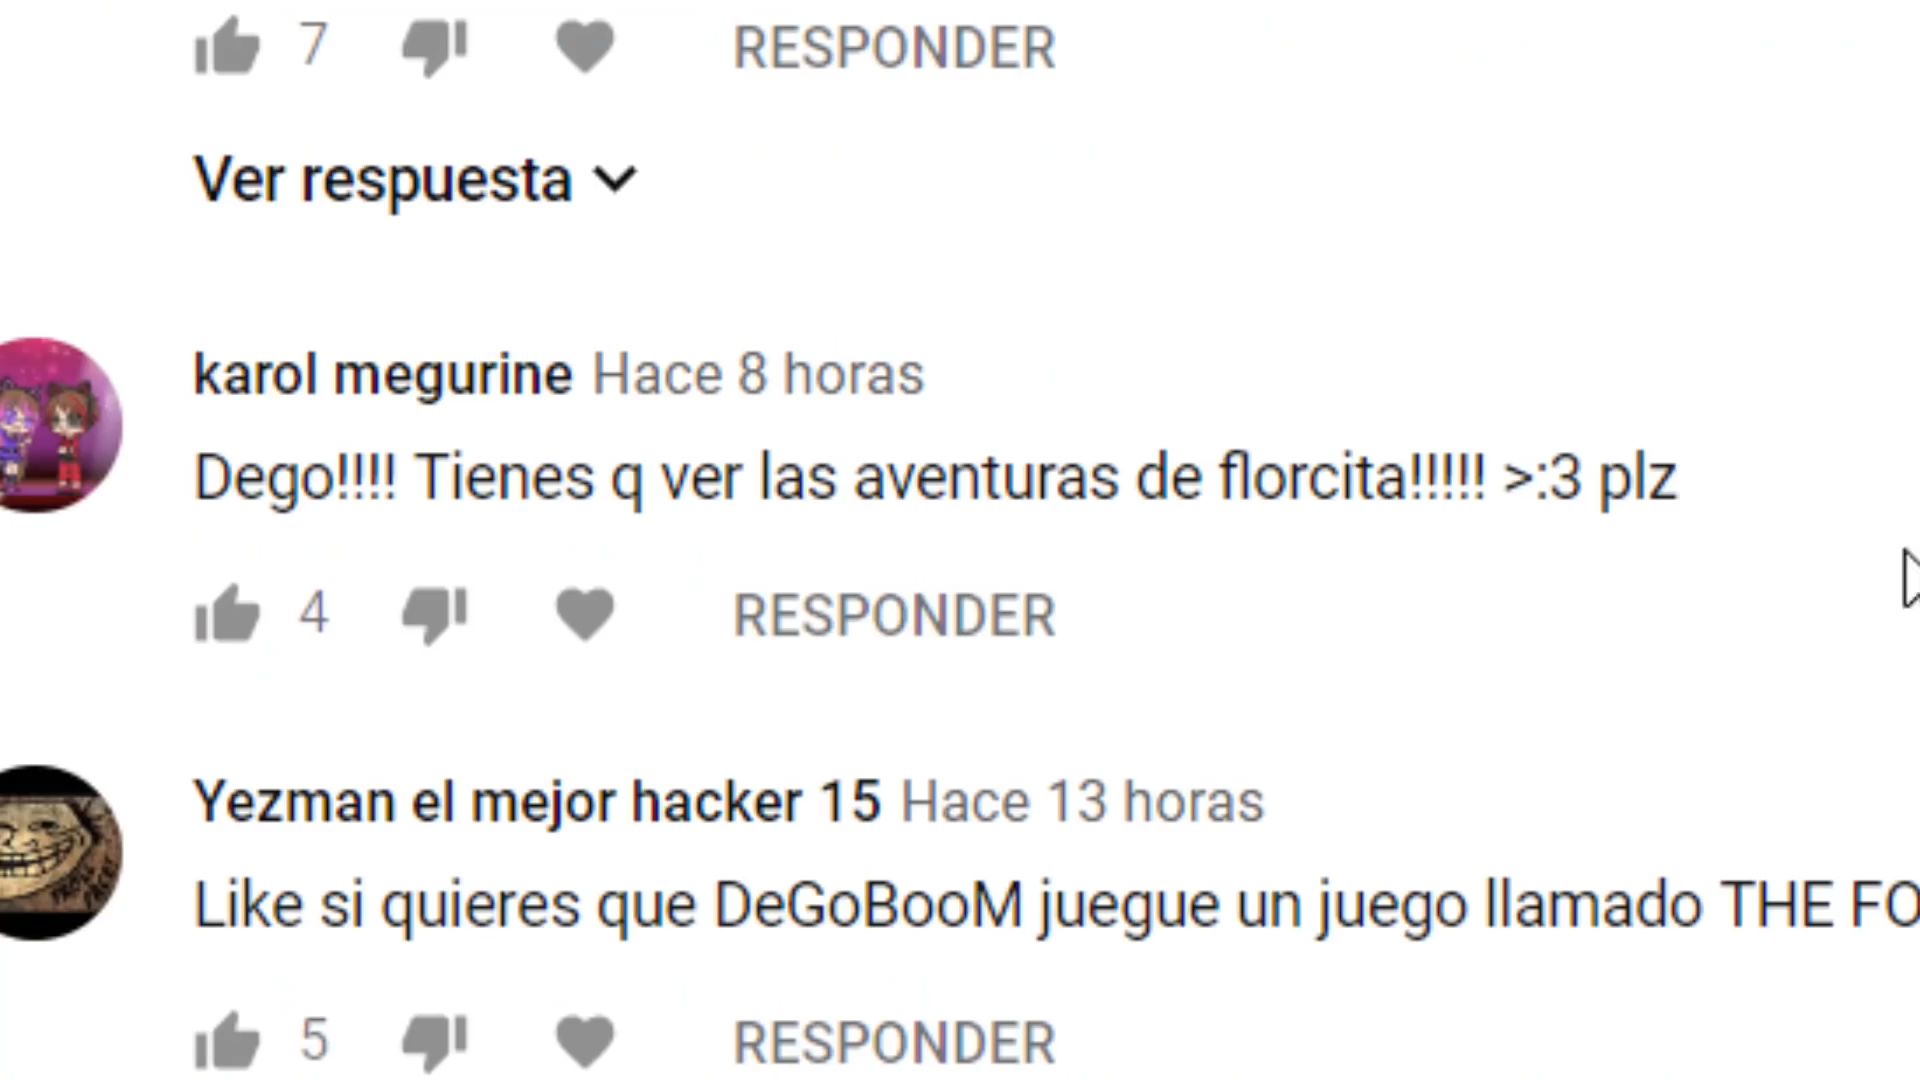 7 RESPONDER
Ver respuesta
karol megurine Hace 8 horas
Dego!!!! Tienes q ver las aventuras de florcita!!!!! >:3 plz
4 RESPONDER
Yezman el mejor hacker 15 Hace 13 horas
Like si quieres que DeGoBooM juegue un juego llamado THE FO
5 RESPONDER